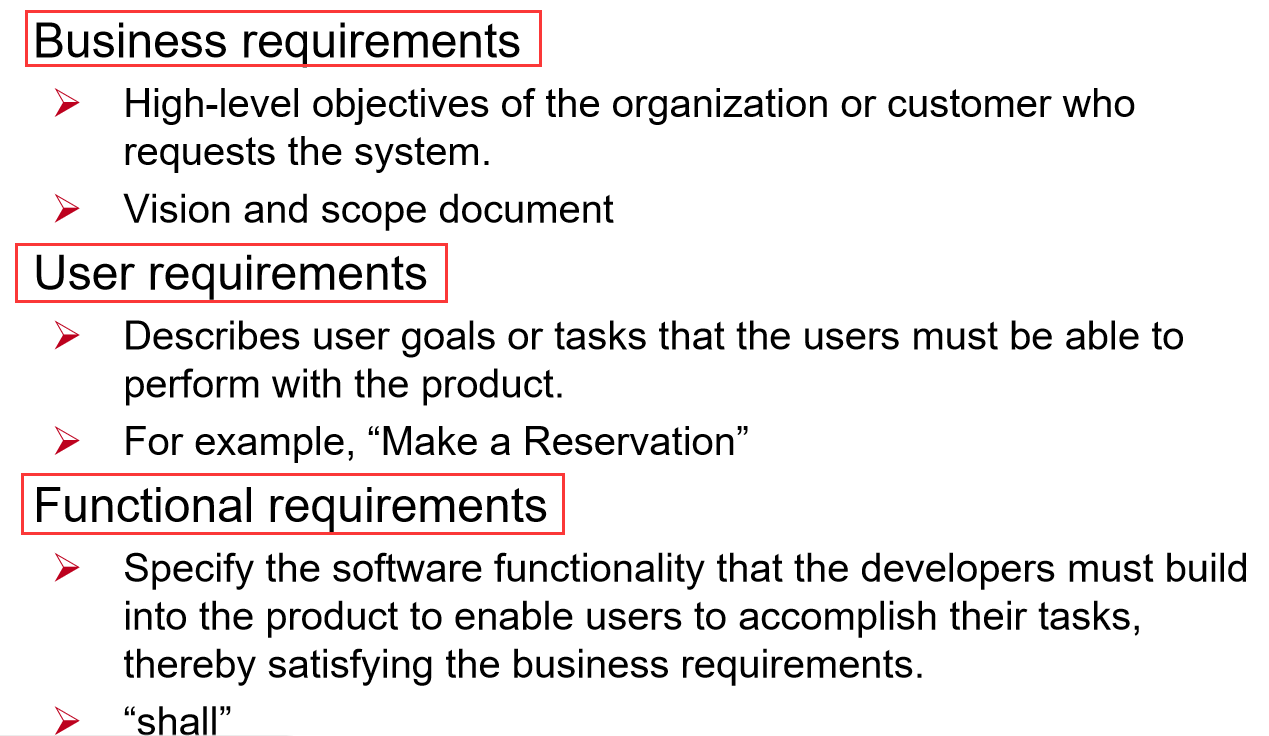 Business requirements
High-level objectives of the organization or customer who
requests the system.
Vision and scope document
User requirements
Describes user goals or tasks that the users must be able to
perform with the product.
For example, “Make a Reservation”
Functional requirements
Specify the software functionality that the developers must build
into the product to enable users to accomplish their tasks,
thereby satisfying the business requirements.
“shall”